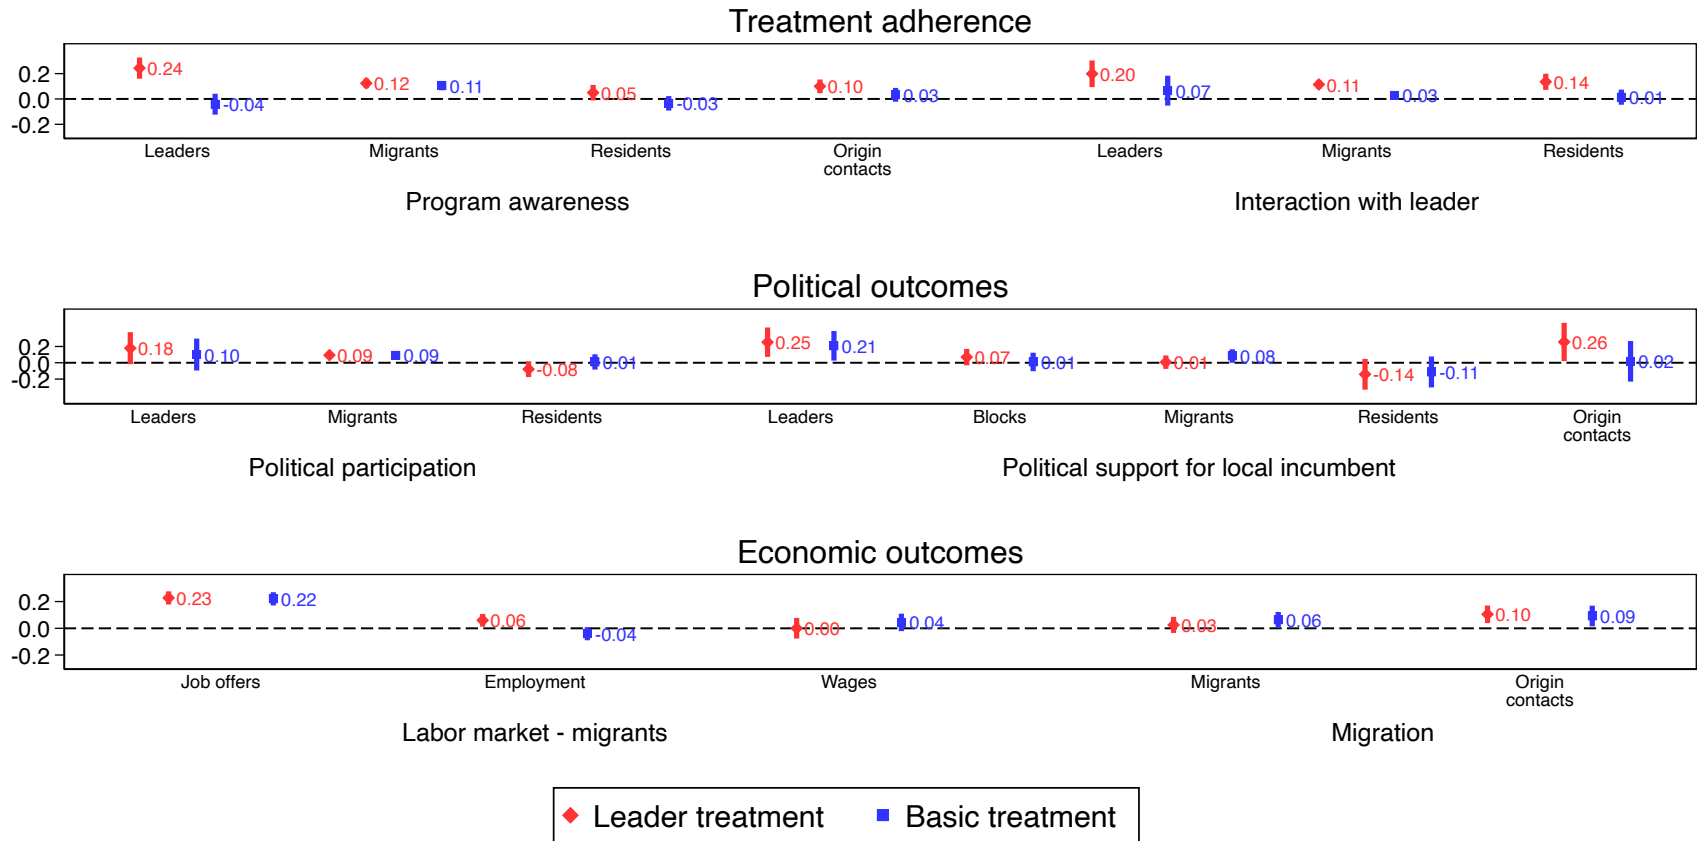 Treatment adherence
0.2
0.0
-0.2
0.24
-0.04
0.12
0.11
0.05
-0.03
0.10
0.03
0.20
0.07
0.11
0.03
0.14
0.01
Leaders
Migrants
Residents
Origin
contacts
Leaders
Migrants
Residents
Program awareness
Interaction with leader
Political outcomes
0.2
0.0
-0.2
0.18
0.10
0.09
0.09
-0.08
0.01
0.25
0.21
0.07
0.01
0.01
0.08
-0.14
-0.11
0.26
0.02
Leaders
Migrants
Residents
Leaders
Blocks
Migrants
Residents
Origin
contacts
Political participation
Political support for local incumbent
Economic outcomes
0.2
0.0
-0.2
0.23
0.22
0.06
-0.04
0.00
0.04
0.03
0.06
0.10
0.09
Job offers
Employment
Wages
Migrants
Origin
contacts
Labor market - migrants
Migration
Leader treatment
Basic treatment